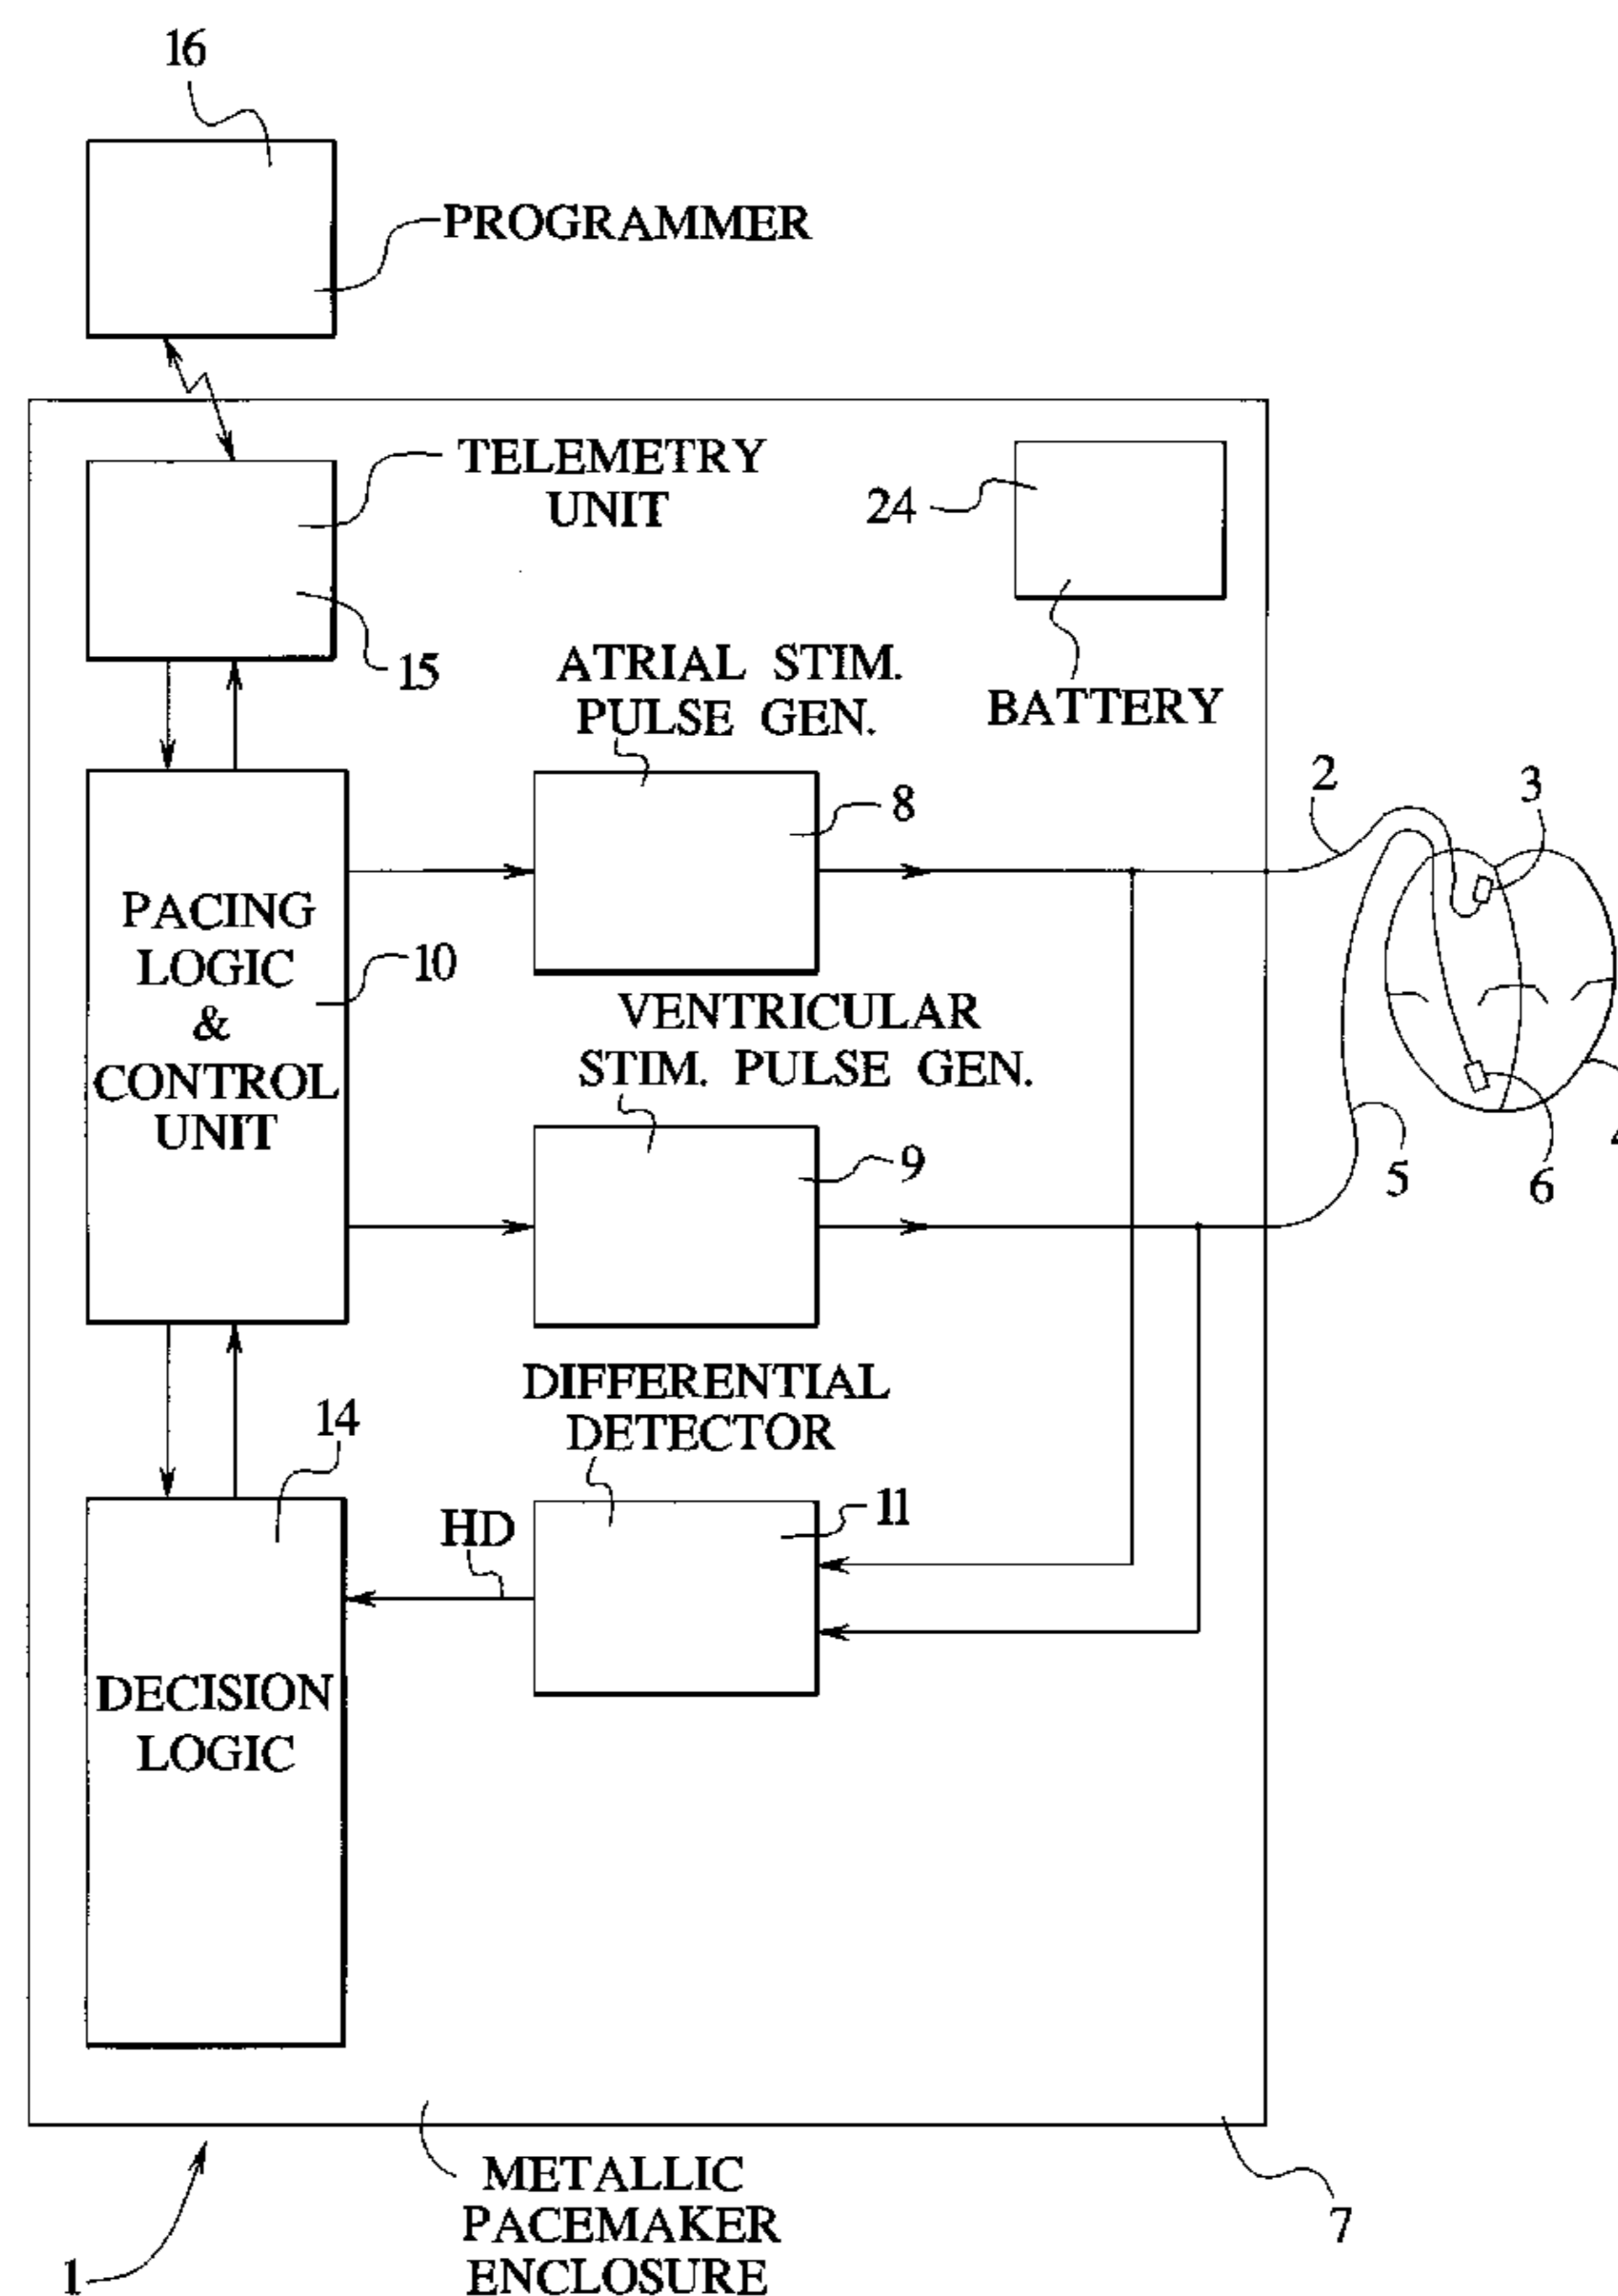 16
PROGRAMMER
TELEMETRY
UNIT
24
15
ATRIAL STIM.
PULSE GEN.
BATTERY
2
3
8
PACING
LOGIC
&
CONTROL
UNIT
10
VENTRICULAR
STIM. PULSE GEN.
9
5
6
DIFFERENTIAL
DETECTOR
14
HD
11
DECISION
LOGIC
METALLIC
PACEMAKER
ENCLOSURE
7
1